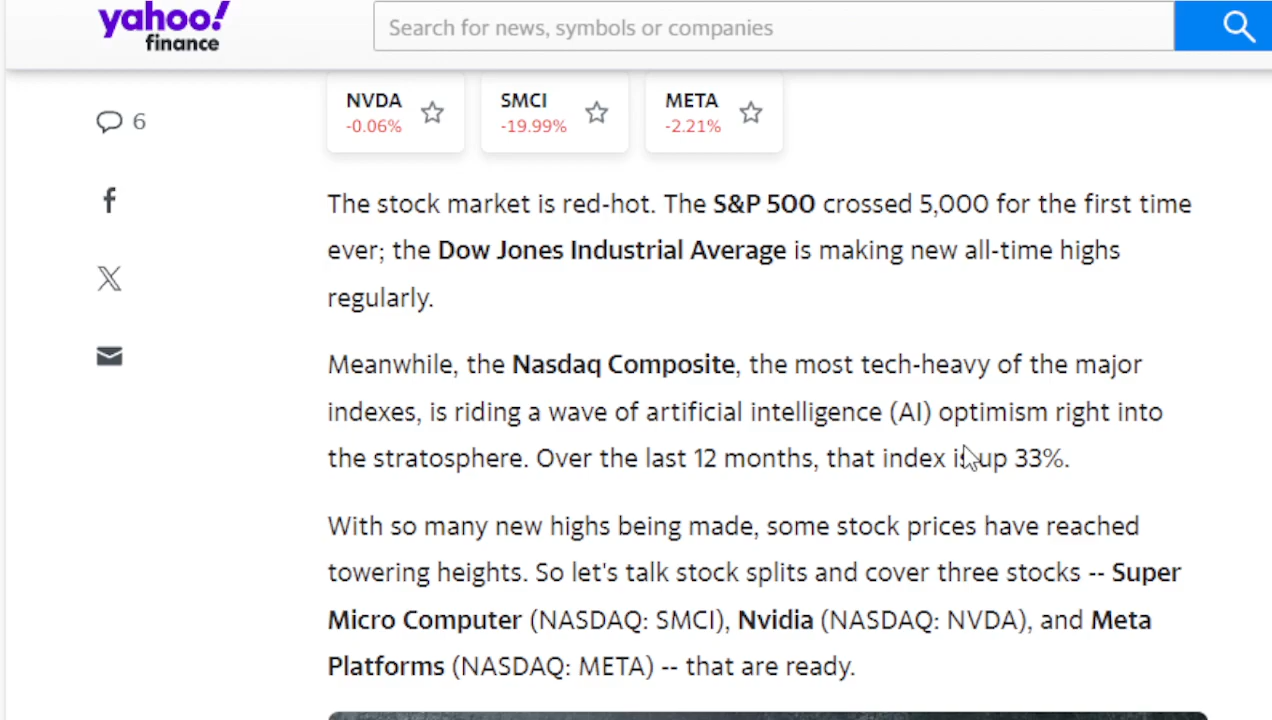 yahoo!
finance
Search for news, symbols or companies
NVDA
-0.06%
SMCI
-19.99%
META
-2.21%
6
The stock market is red-hot. The S&P 500 crossed 5,000 for the first time
ever; the Dow Jones Industrial Average is making new all-time highs
regularly.
Meanwhile, the Nasdaq Composite, the most tech-heavy of the major
indexes, is riding a wave of artificial intelligence (AI) optimism right into
the stratosphere. Over the last 12 months, that index is up 33%.
With so many new highs being made, some stock prices have reached
towering heights. So let's talk stock splits and cover three stocks -- Super
Micro Computer (NASDAQ: SMCI), Nvidia (NASDAQ: NVDA), and Meta
Platforms (NASDAQ: META) -- that are ready.